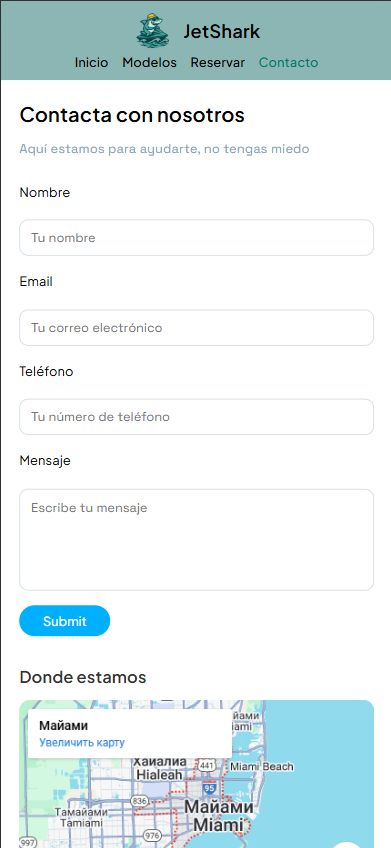 JetShark
Inicio Modelos Reservar Contacto
Contacta con nosotros
Aquí estamos para ayudarte, no tengas miedo
Nombre
Tu nombre
Email
Tu correo electrónico
Teléfono
Tu número de teléfono
Mensaje
Escribe tu mensaje
Submit
Donde estamos
Майами
Увеличить карту
Хайалиа
Hialeah
441
Miami Beach
95
836
Майами
Miami
Тамайами
Tamiami
976
997